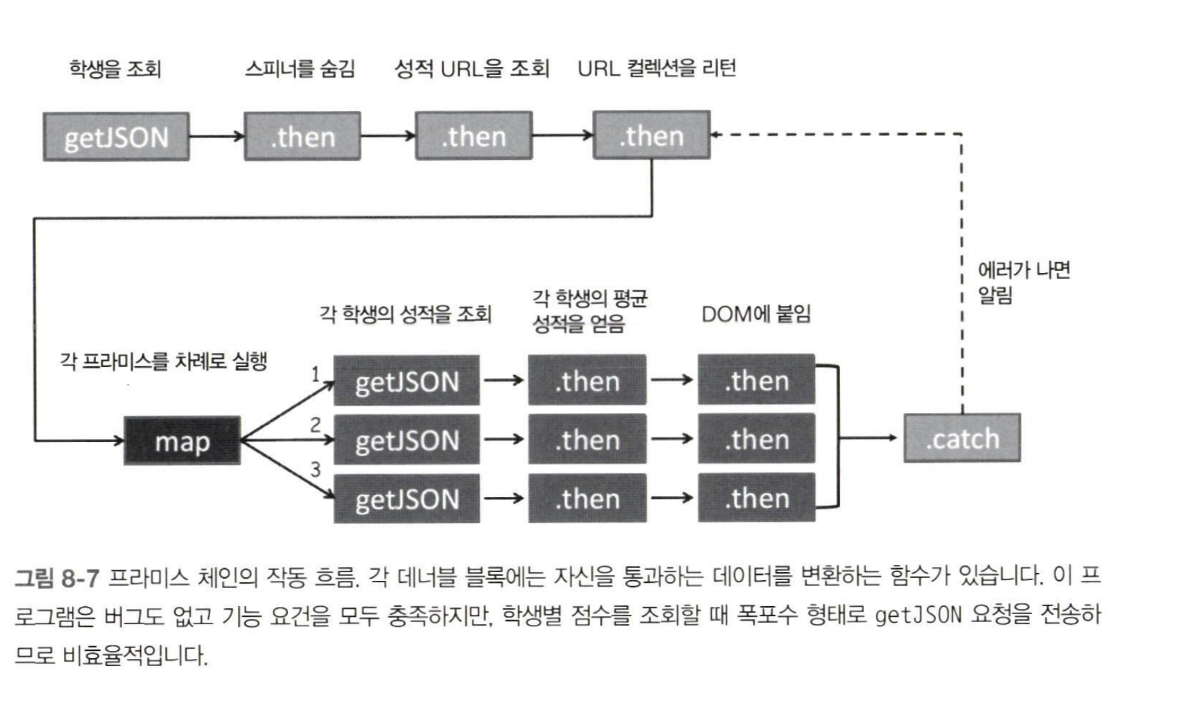 학생을 조회
스피너를 숨김
성적 URL을 조회
URL 컬렉션을 리턴
getJSON
.then
.then
.then
에러가 나면
알림
각 학생의 성적을 조회
각 학생의 평균
성적을 얻음
DOM에 붙임
각 프라미스를 차례로 실행
map
1
getJSON
.then
.then
2
getJSON
.then
.then
.catch
3
getJSON
.then
.then
그림 8-7 프라미스 체인의 작동 흐름. 각 데너블 블록에는 자신을 통과하는 데이터를 변환하는 함수가 있습니다. 이 프
로그램은 버그도 없고 기능 요건을 모두 충족하지만, 학생별 점수를 조회할 때 폭포수 형태로 getJSON 요청을 전송하
므로 비효율적입니다.